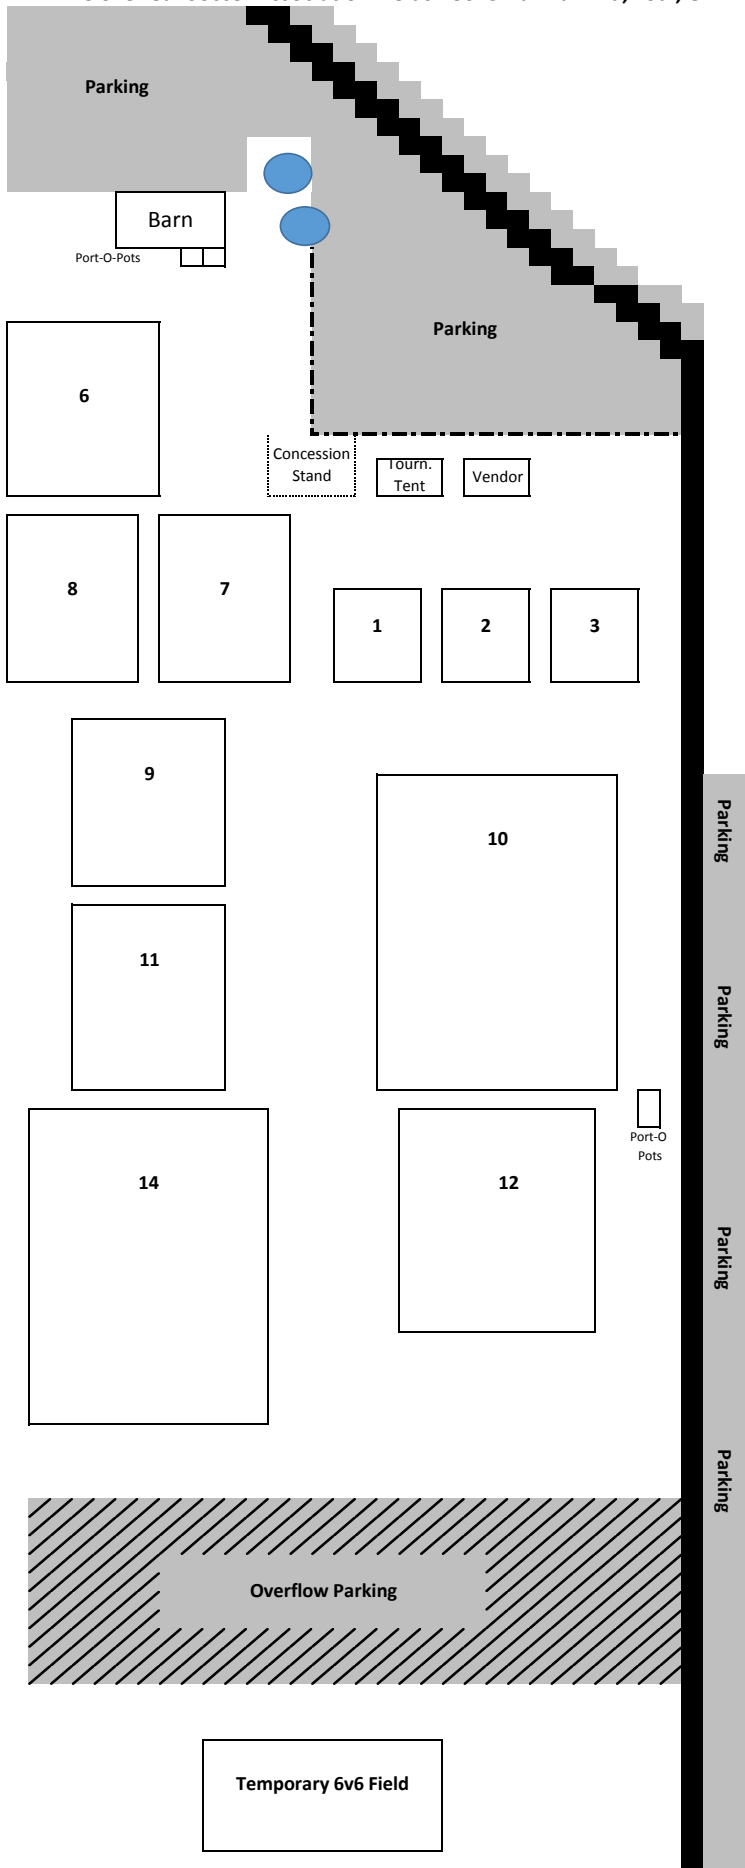 Parking
Barn
Port-O-Pots
Parking
6
Concession
Stand
Tourn.
Tent
Vendor
8
7
1
2
3
9
10
Parking
11
Parking
Port-O
Pots
14
12
Parking
Parking
Overflow Parking
Temporary 6v6 Field